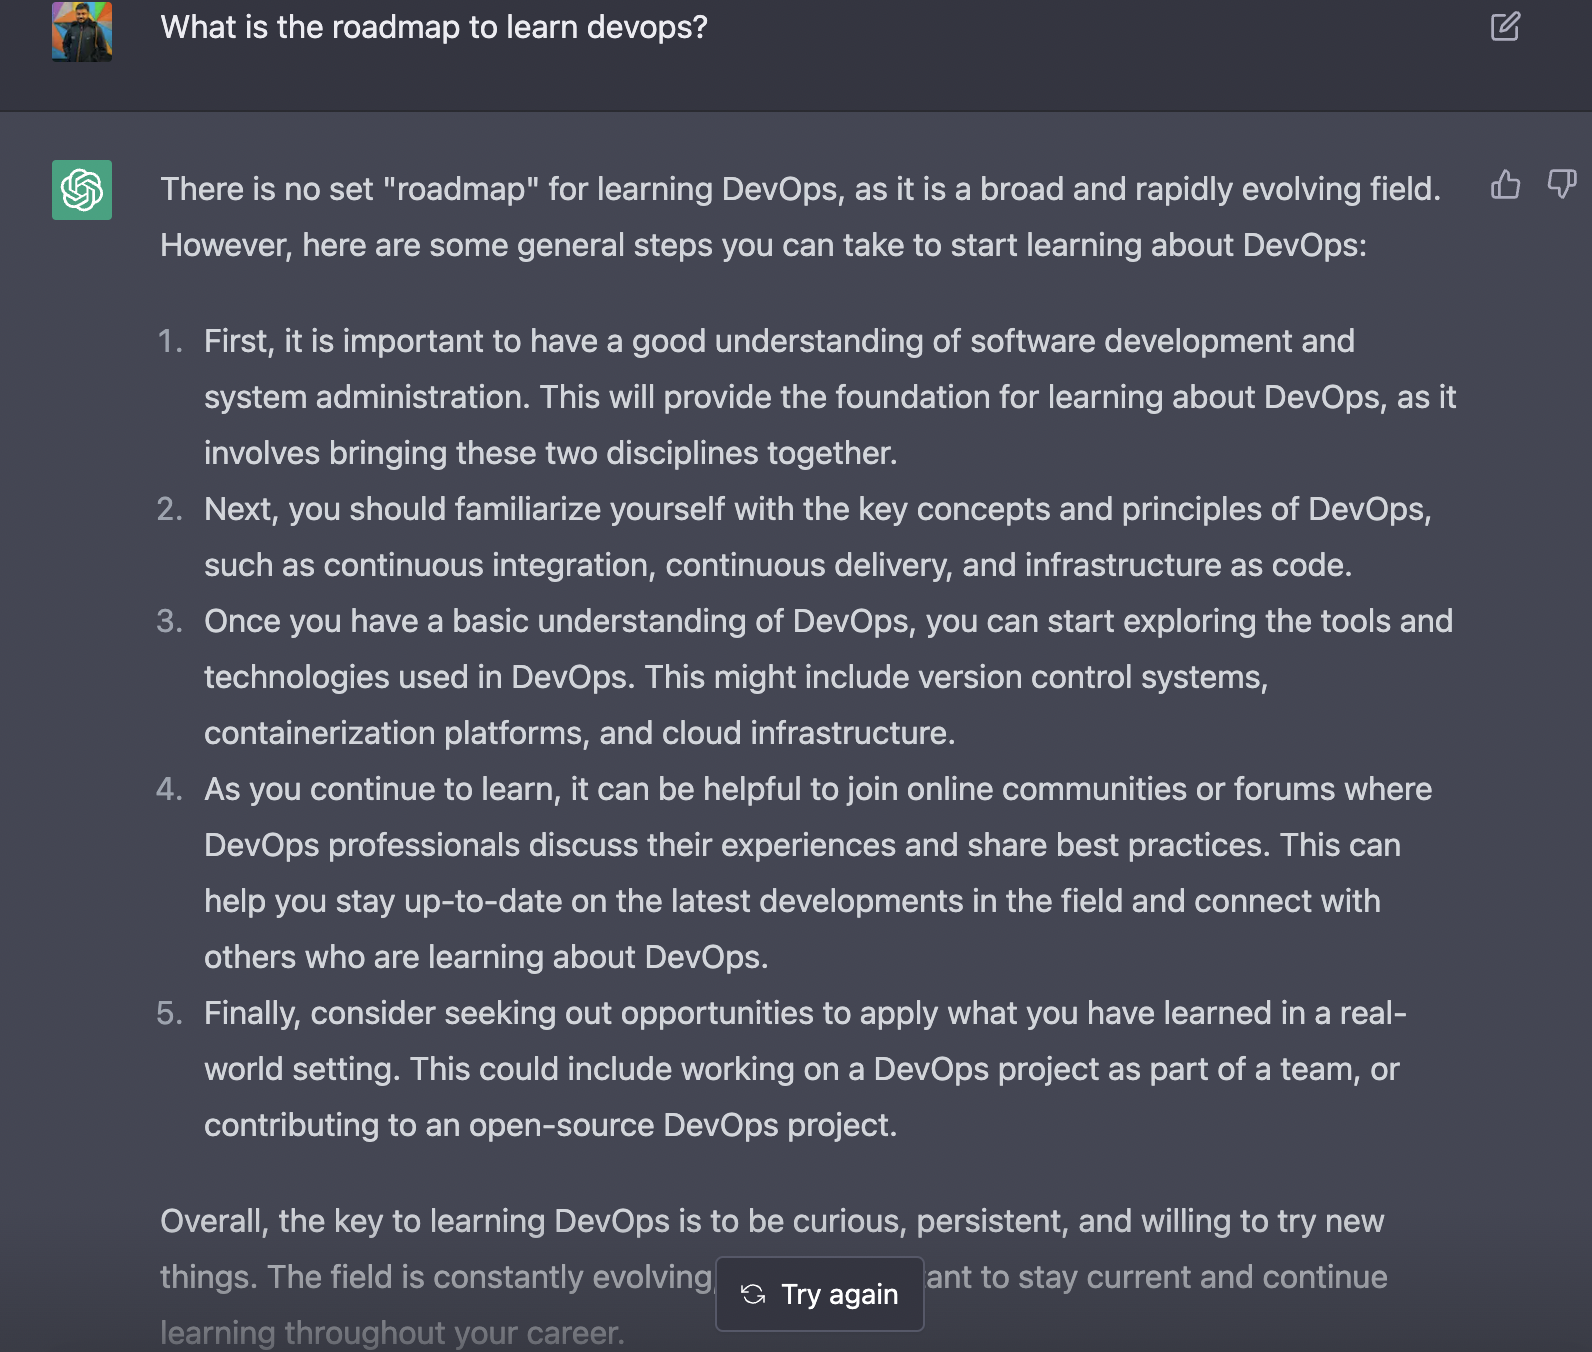 What is the roadmap to learn devops?
There is no set "roadmap" for learning DevOps, as it is a broad and rapidly evolving field.
However, here are some general steps you can take to start learning about DevOps:
1. First, it is important to have a good understanding of software development and
system administration. This will provide the foundation for learning about DevOps, as it
involves bringing these two disciplines together.
2. Next, you should familiarize yourself with the key concepts and principles of DevOps,
such as continuous integration, continuous delivery, and infrastructure as code.
3. Once you have a basic understanding of DevOps, you can start exploring the tools and
technologies used in DevOps. This might include version control systems,
containerization platforms, and cloud infrastructure.
4. As you continue to learn, it can be helpful to join online communities or forums where
DevOps professionals discuss their experiences and share best practices. This can
help you stay up-to-date on the latest developments in the field and connect with
others who are learning about DevOps.
5. Finally, consider seeking out opportunities to apply what you have learned in a real-
world setting. This could include working on a DevOps project as part of a team, or
contributing to an open-source DevOps project.
Overall, the key to learning DevOps is to be curious, persistent, and willing to try new
things. The field is constantly evolving, ant to stay current and continue
Try again
learning throughout your career.